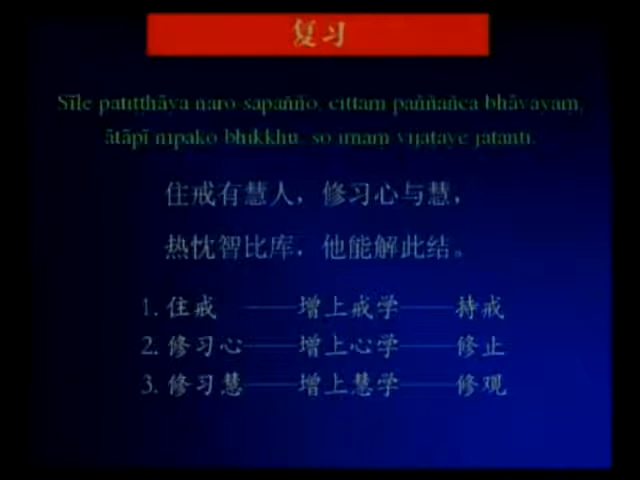 复习
Sīle patiṭṭhāya naro sapañño, cittaṃ paññañca bhāvayaṃ,
ātāpī nipako bhikkhu, so imaṃ vijaṭaye jaṭanti.
住戒有慧人，修习心与慧，
热忱智比库，他能解此结。
1. 住戒 ——增上戒学——持戒
2. 修习心——增上心学——修止
3. 修习慧——增上慧学——修观